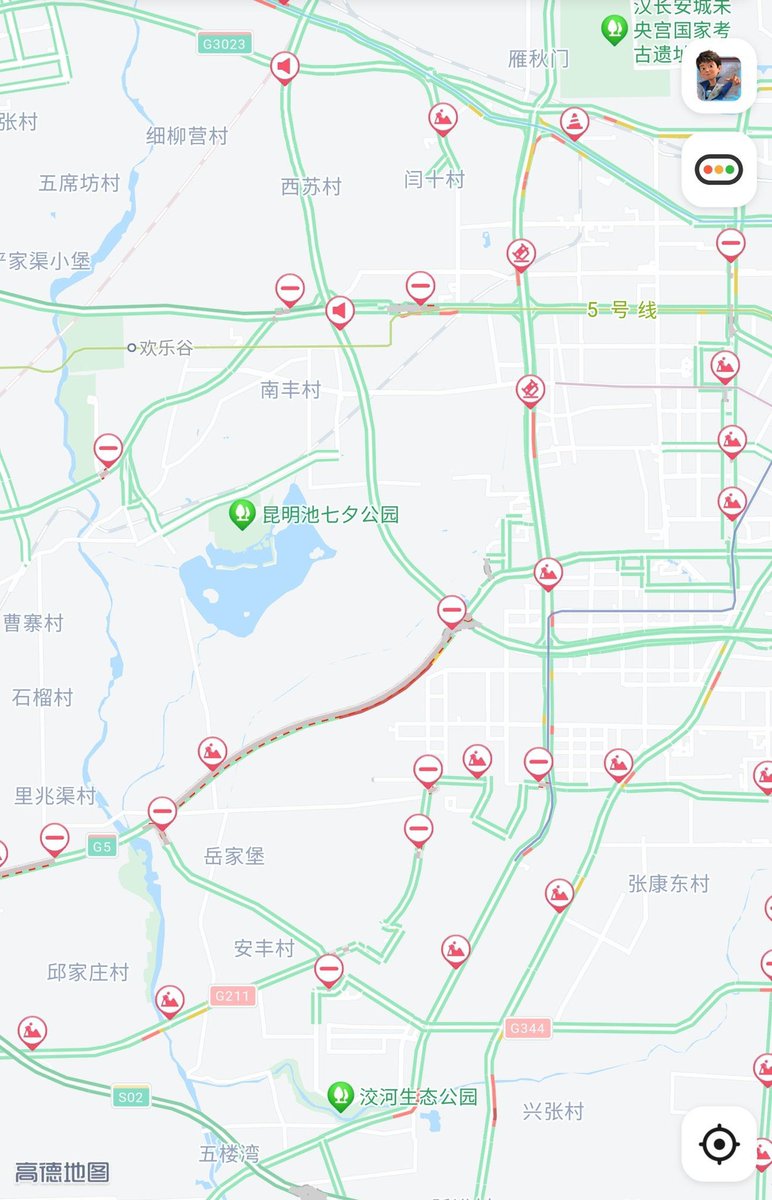 汉长安城未
央宫国家考
古遗址
G3023
雁秋门
张村
细柳营村
五席坊村
西苏村
闫十村
严家渠小堡
5号线
欢乐谷
南丰村
昆明池七夕公园
曹寨村
石榴村
里兆渠村
G5
岳家堡
张康东村
安丰村
邱家庄村
G211
G344
S02
洨河生态公园
兴张村
五楼湾
高德地图